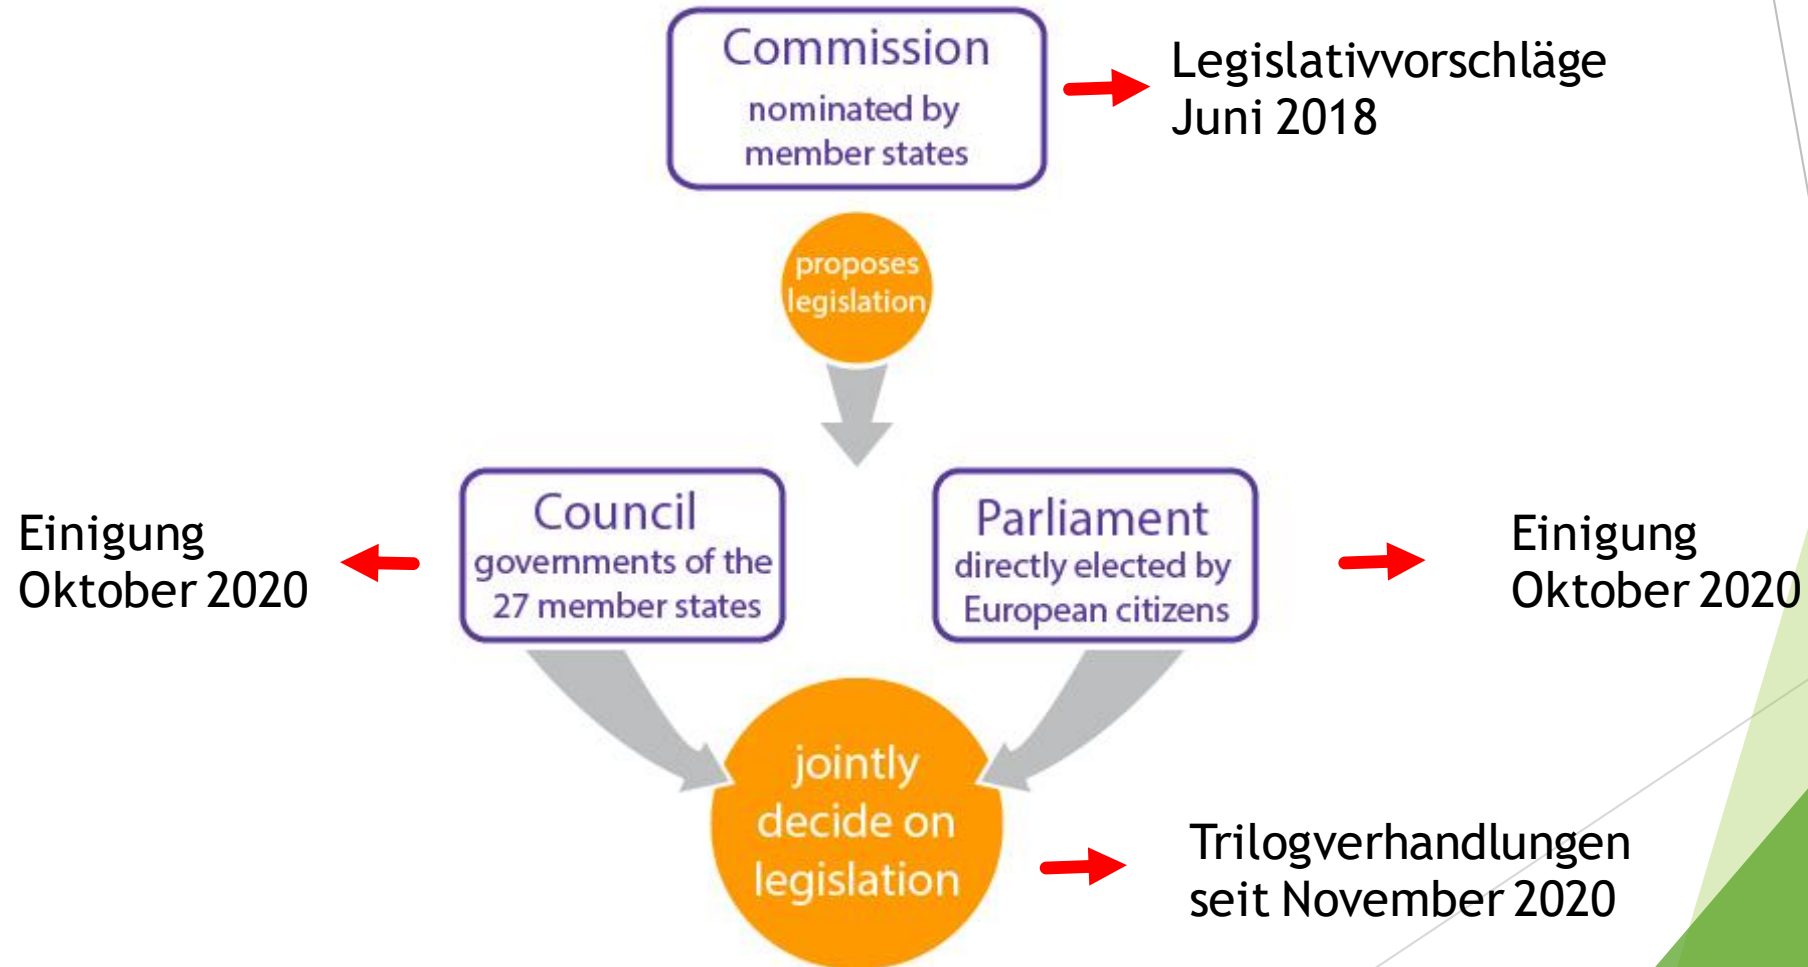 Commission
nominated by
member states
Legislativvorschläge
Juni 2018
proposes
legislation
Einigung
Oktober 2020
Council
governments of the
27 member states
Parliament
directly elected by
European citizens
Einigung
Oktober 2020
jointly
decide on
legislation
Trilogverhandlungen
seit November 2020